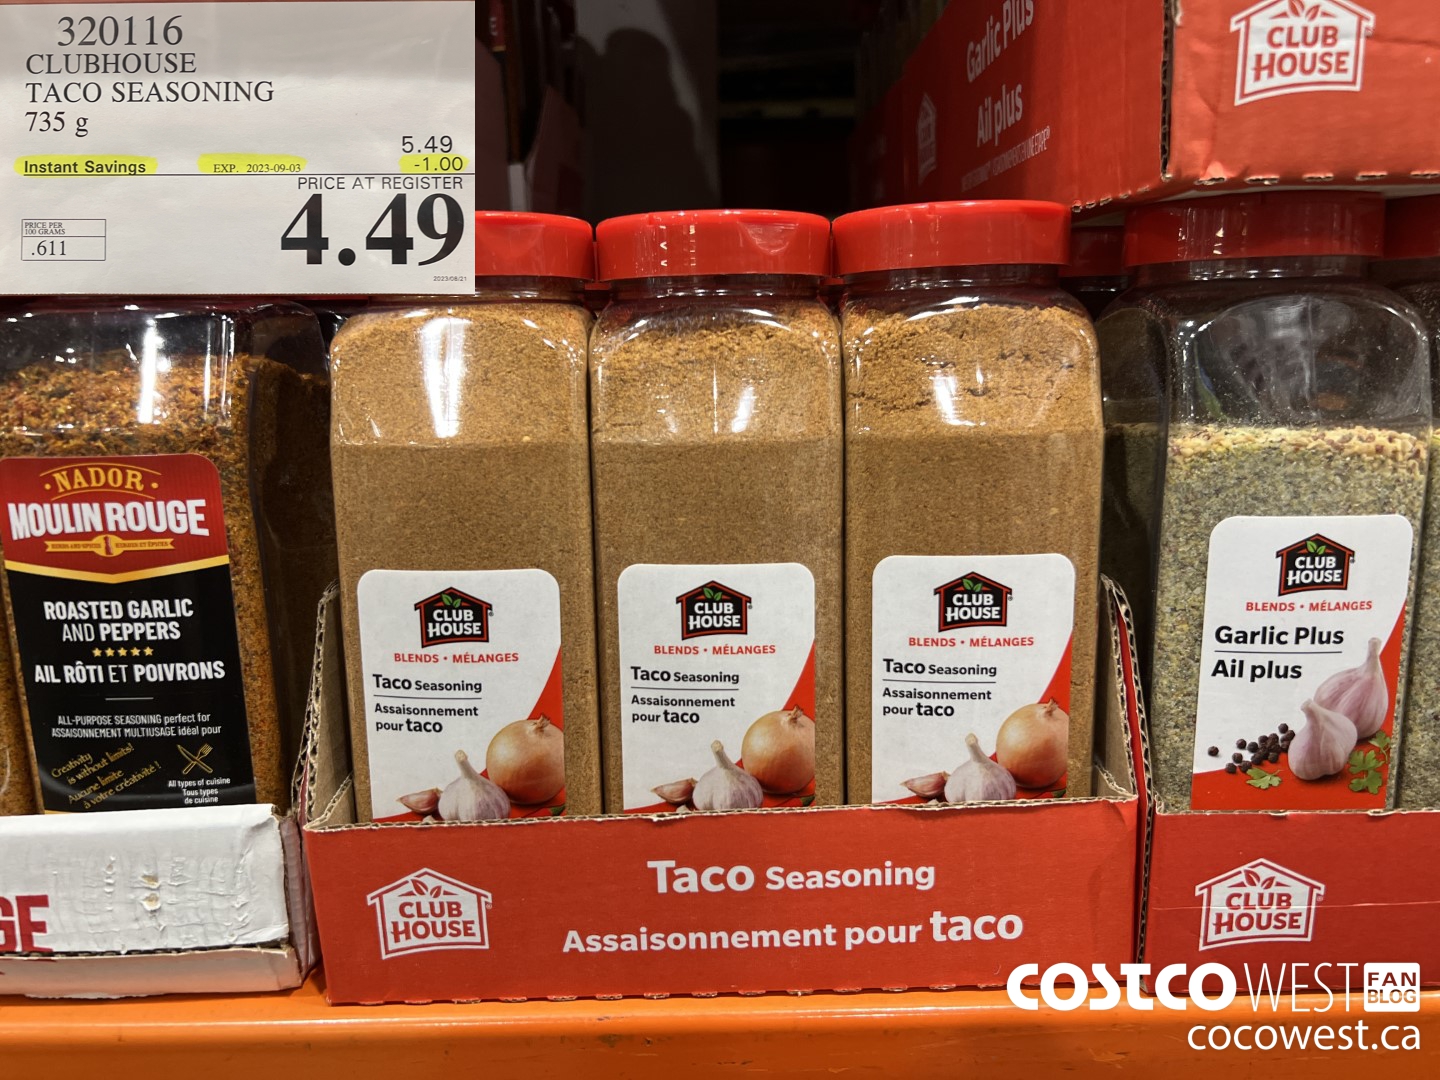 320116
CLUBHOUSE
TACO SEASONING
735 g
5.49
Instant Savings EXP. 2023-09-03 -1.00
PRICE AT REGISTER
4.49
PRICE PER
100 GRAMS
.611
2023/08/21
Garlic Plus
Ail plus
CLUB
HOUSE
NADOR
MOULIN ROUGE
ROASTED GARLIC
AND PEPPERS
AIL RÔTI ET POIVRONS
ALL-PURPOSE SEASONING perfect for
ASSAISONNEMENT MULTIUSAGE idéal pour
Creativity
is without limits!
Aucune limite
à votre créativité!
All types of cuisine
Tous types
de cuisine
CLUB
HOUSE
BLENDS • MÉLANGES
Taco Seasoning
Assaisonnement
pour taco
CLUB
HOUSE
BLENDS • MÉLANGES
Taco Seasoning
Assaisonnement
pour taco
CLUB
HOUSE
BLENDS • MÉLANGES
Taco Seasoning
Assaisonnement
pour taco
CLUB
HOUSE
BLENDS • MÉLANGES
Garlic Plus
Ail plus
GE
CLUB
HOUSE
Taco Seasoning
Assaisonnement pour taco
CLUB
HOUSE
COSTCO WEST FAN
BLOG
cocowest.ca